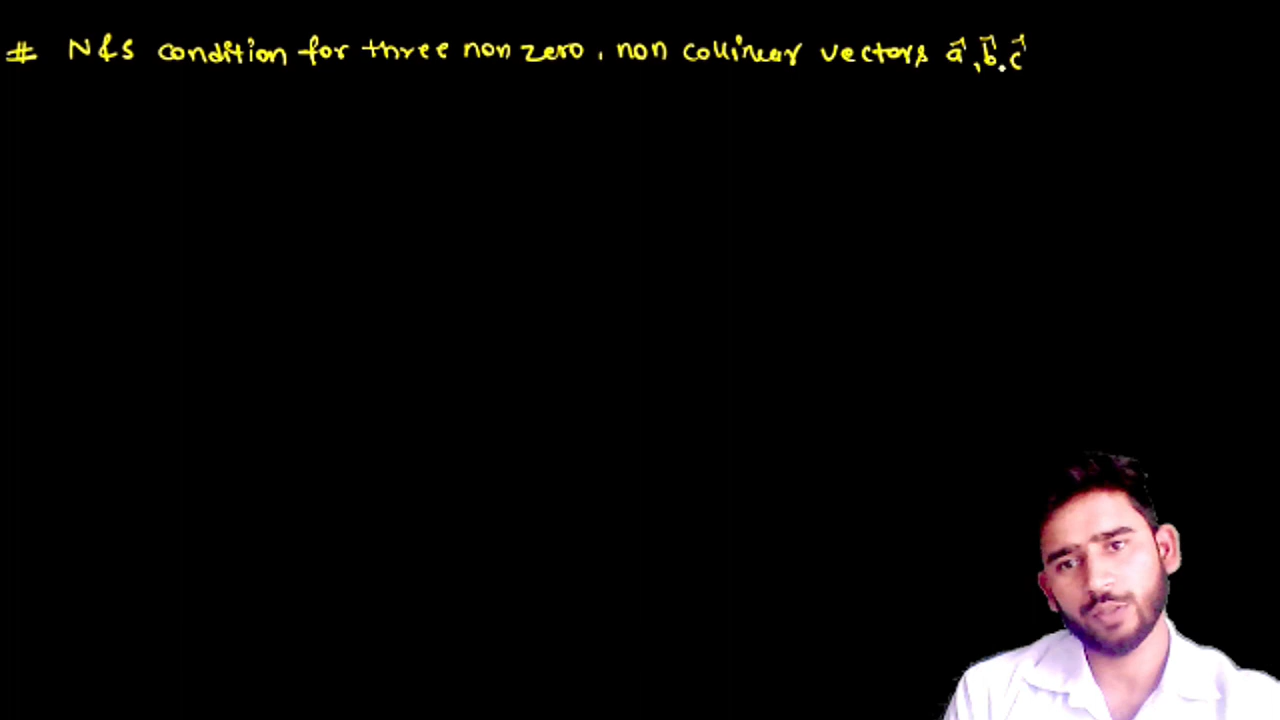 # N&S condition for three non zero, non collinear vectors a⃗, b⃗, c⃗